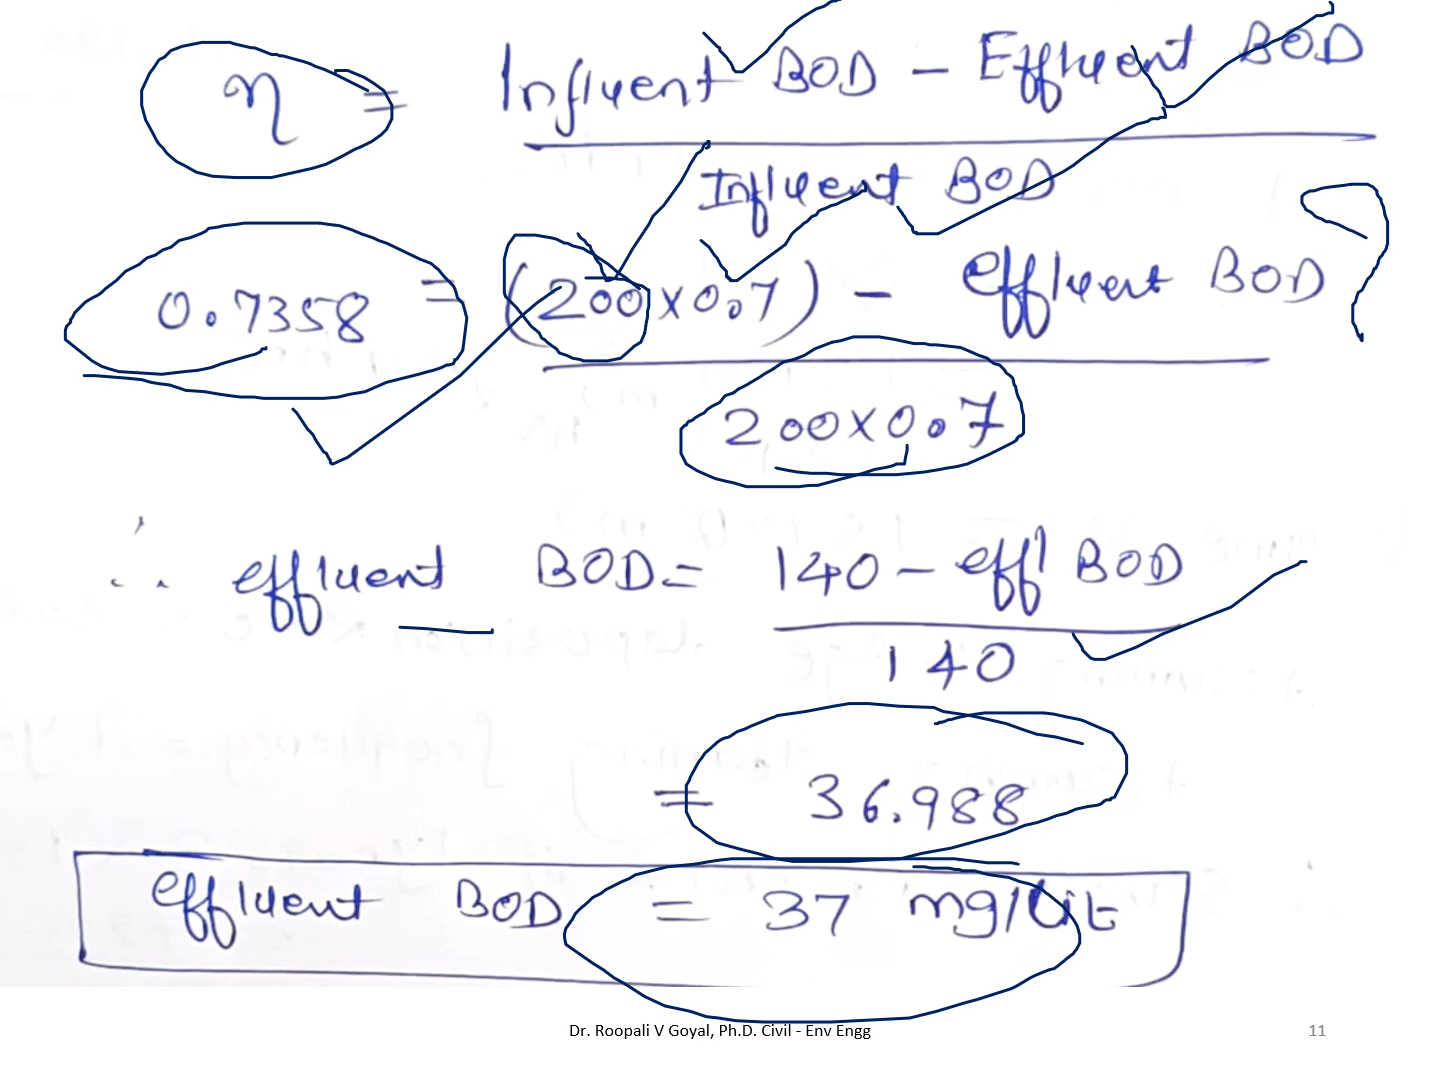 η = Influent BOD - Effluent BOD
Influent BOD
0.7358 = (200 x 0.7) - effluent BOD
200 x 0.7
∴ effluent BOD = 140 - effl BOD
140
= 36.988
effluent BOD = 37 mg/lit
Dr. Roopali V Goyal, Ph.D. Civil - Env Engg
11